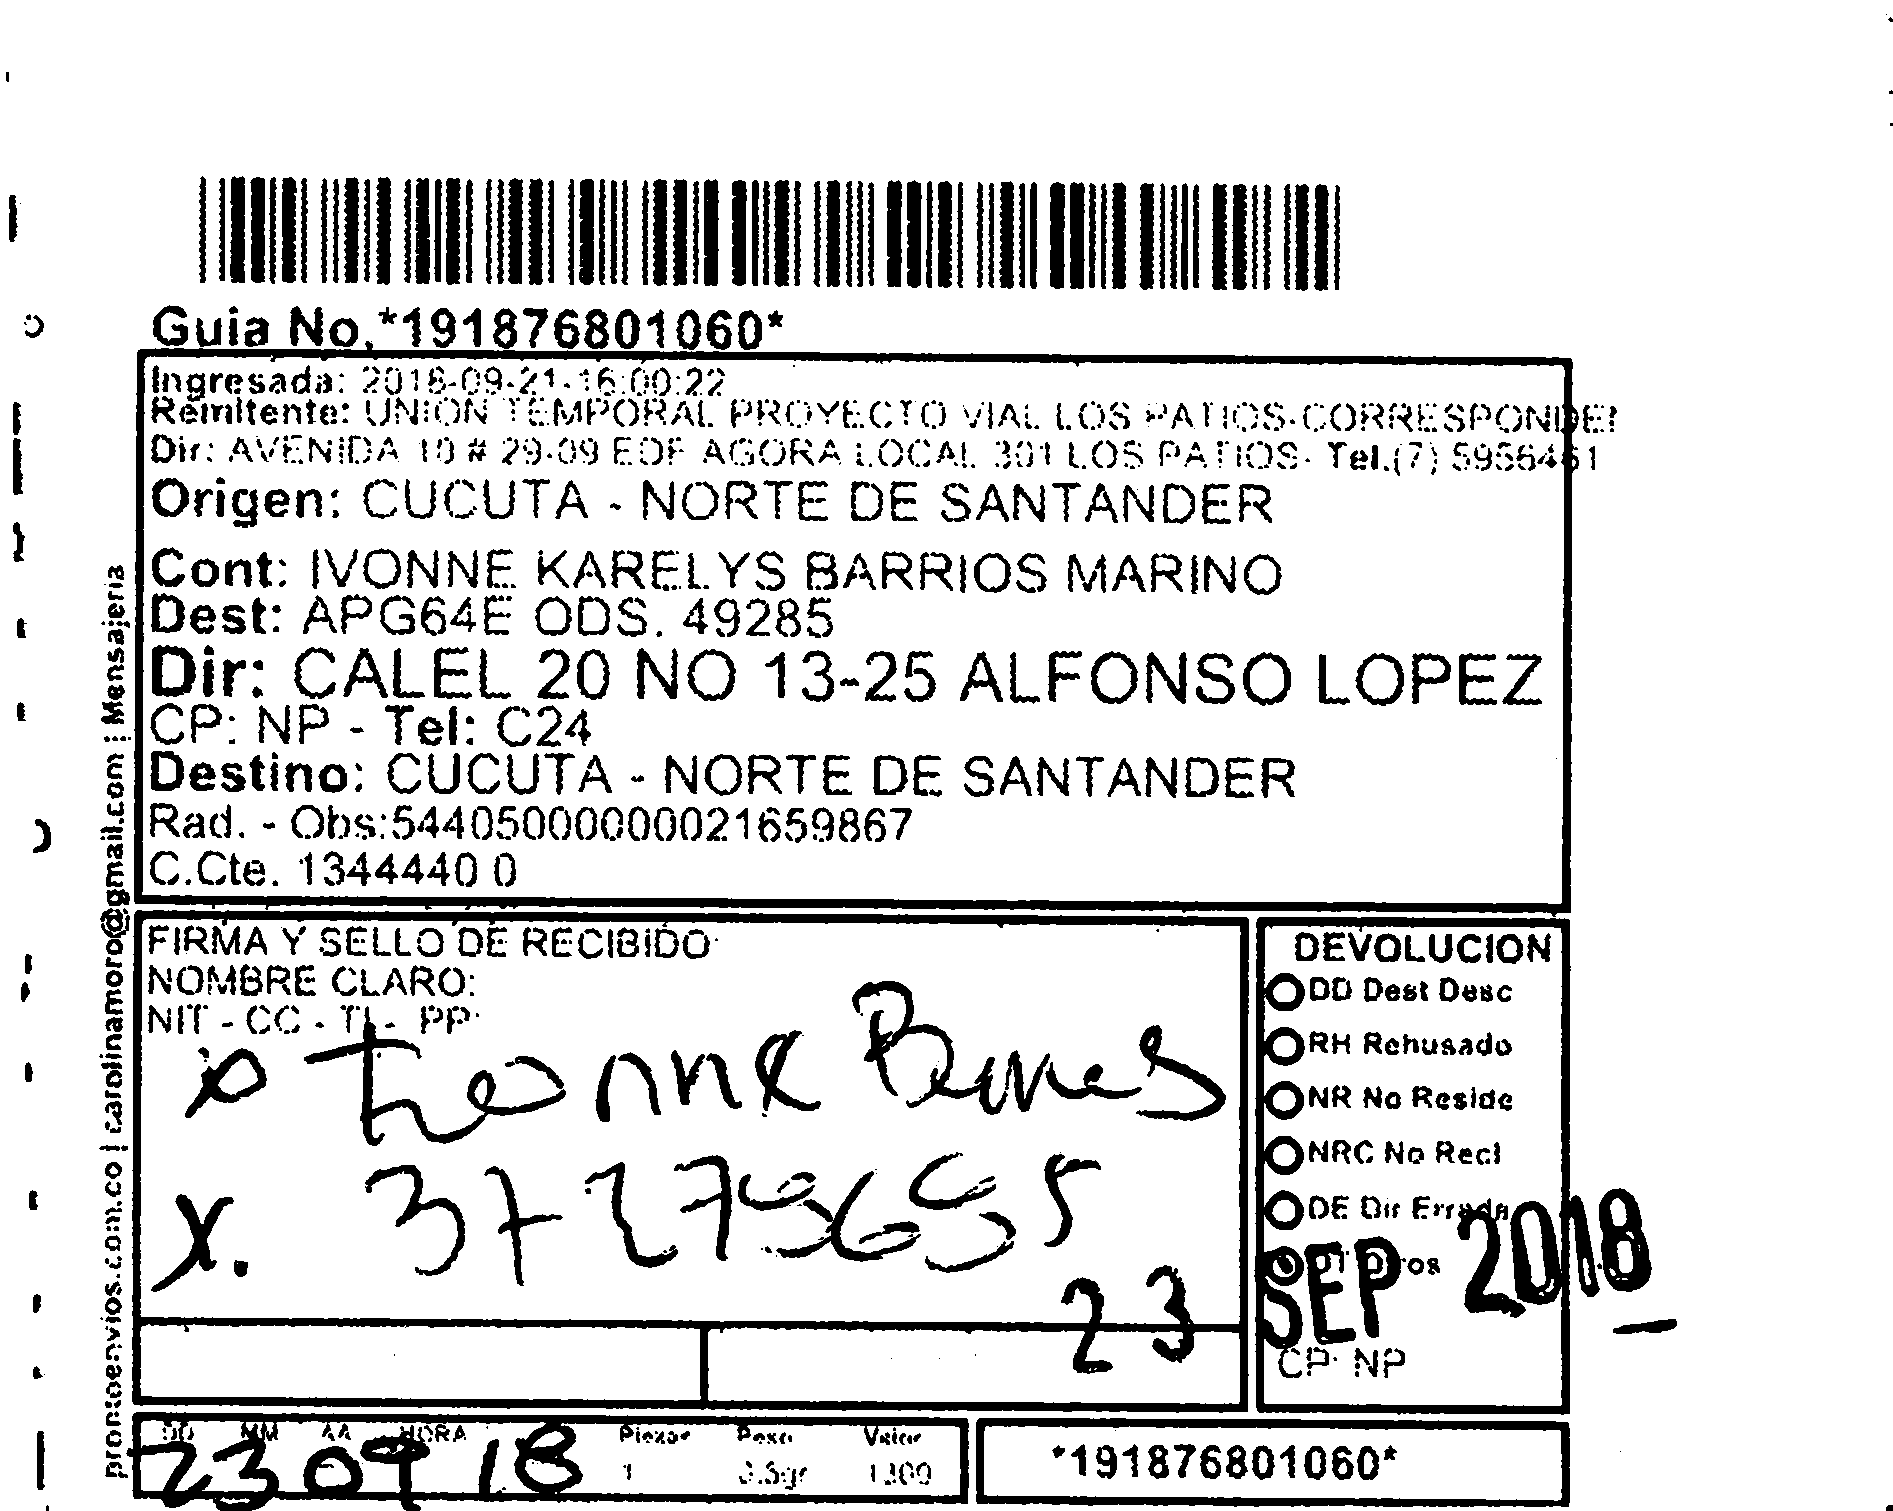 Guia No.*191876801060*
Ingresada: 2018-09-21-16:00:22
Remitente: UNION TEMPORAL PROYECTO VIAL LOS PATIOS-CORRESPONDE
Dir: AVENIDA 10 # 29-09 EDF AGORA LOCAL 301 LOS PATIOS- Tel.(7) 5956461
Origen: CUCUTA - NORTE DE SANTANDER
Cont: IVONNE KARELYS BARRIOS MARINO
Dest: APG64E ODS. 49285
Dir: CALEL 20 NO 13-25 ALFONSO LOPEZ
CP: NP - Tel: C24
Destino: CUCUTA - NORTE DE SANTANDER
Rad. - Obs:544050000000021659867
C.Cte. 1344440 0
prontoenvios.com.co | carolinamoro@gmail.com | Mensajeria
FIRMA Y SELLO DE RECIBIDO
NOMBRE CLARO:
NIT - CC - TI - PP
x. 37279655
23 SEP 2018
DEVOLUCION
DD Dest Desc
RH Rehusado
NR No Reside
NRC No Recl
DE Dir Errada
OT Otros
CP: NP
DD MM AA HORA Piezas Peso Valor
23 09 18 1
*191876801060*